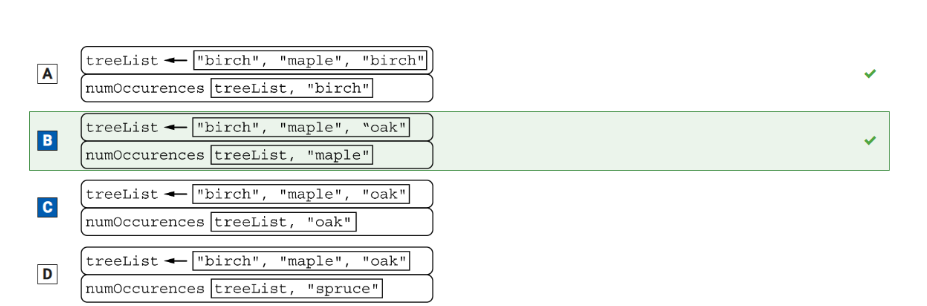 A
treeList ← "birch", "maple", "birch"
numOccurences treeList, "birch"
B
treeList ← "birch", "maple", “oak"
numOccurences treeList, "maple"
C
treeList ← "birch", "maple", "oak"
numOccurences treeList, "oak"
D
treeList ← "birch", "maple", "oak"
numOccurences treeList, "spruce"